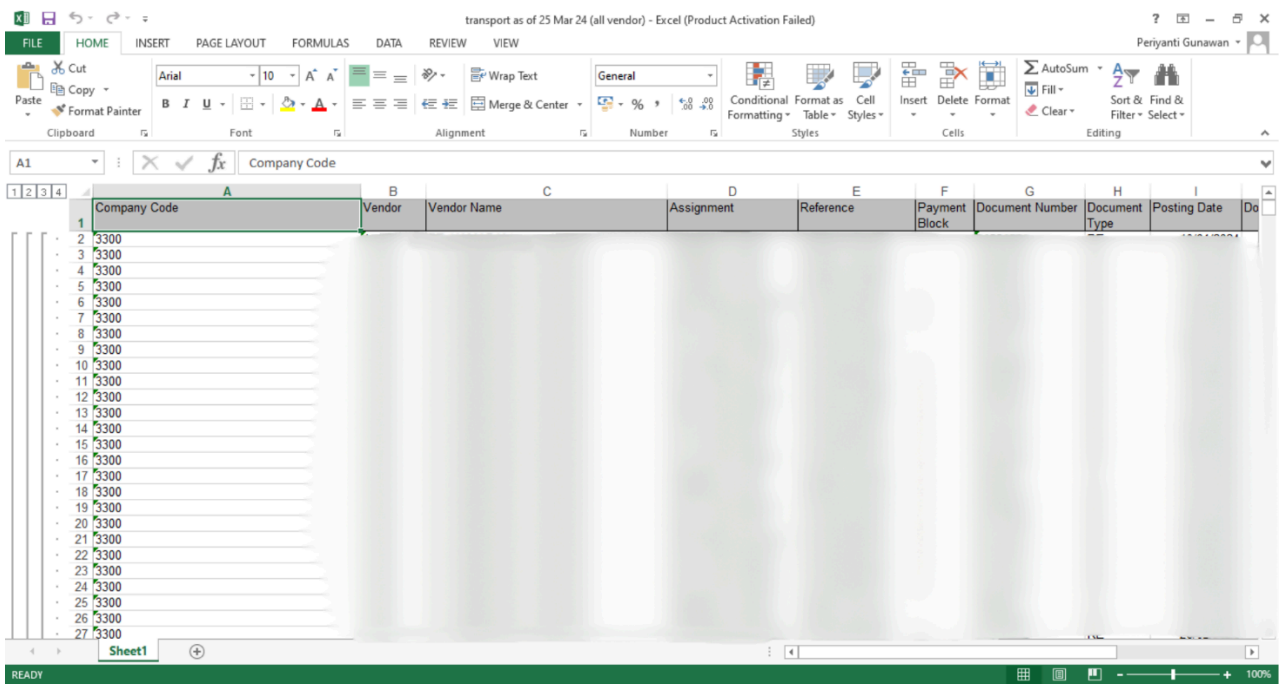 transport as of 25 Mar 24 (all vendor) - Excel (Product Activation Failed)
FILE HOME INSERT PAGE LAYOUT FORMULAS DATA REVIEW VIEW Periyanti Gunawan
Paste
Cut
Copy
Format Painter
Clipboard
Arial 10
B I U
Font
Wrap Text
Merge & Center
Alignment
General
% ,
Number
Conditional Formatting
Format as Table
Cell Styles
Styles
Insert Delete Format
Cells
AutoSum
Fill
Clear
Sort & Filter
Find & Select
Editing
A1 fx Company Code
1 2 3 4 A B C D E F G H I
1 Company Code Vendor Vendor Name Assignment Reference Payment Block Document Number Document Type Posting Date Do
2 3300
3 3300
4 3300
5 3300
6 3300
7 3300
8 3300
9 3300
10 3300
11 3300
12 3300
13 3300
14 3300
15 3300
16 3300
17 3300
18 3300
19 3300
20 3300
21 3300
22 3300
23 3300
24 3300
25 3300
26 3300
27 3300
Sheet1
READY 100%